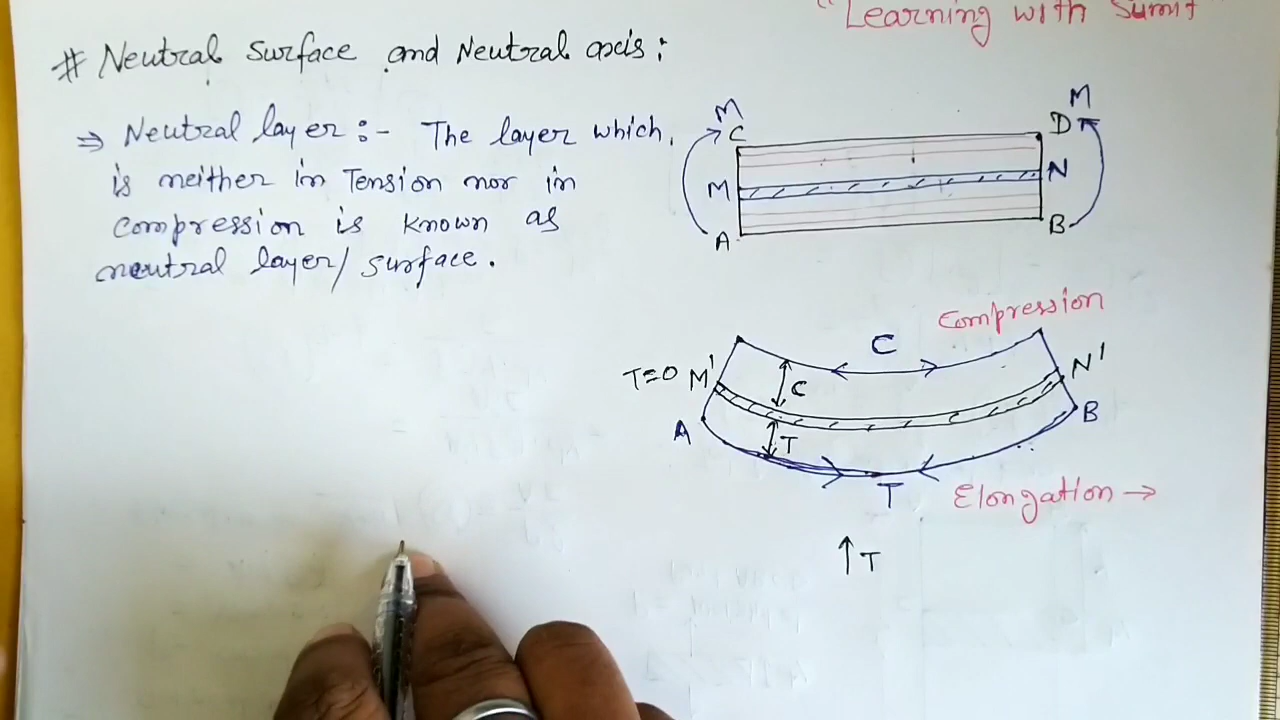 "Learning with Sumit"
# Neutral Surface and Neutral axis:
⇒ Neutral layer:- The layer which,
is neither in Tension nor in
compression is known as
neutral layer/surface.
M M
C D
M N
A B
Compression
C
T=0 M' C N'
A T B
T
Elongation →
↑ T